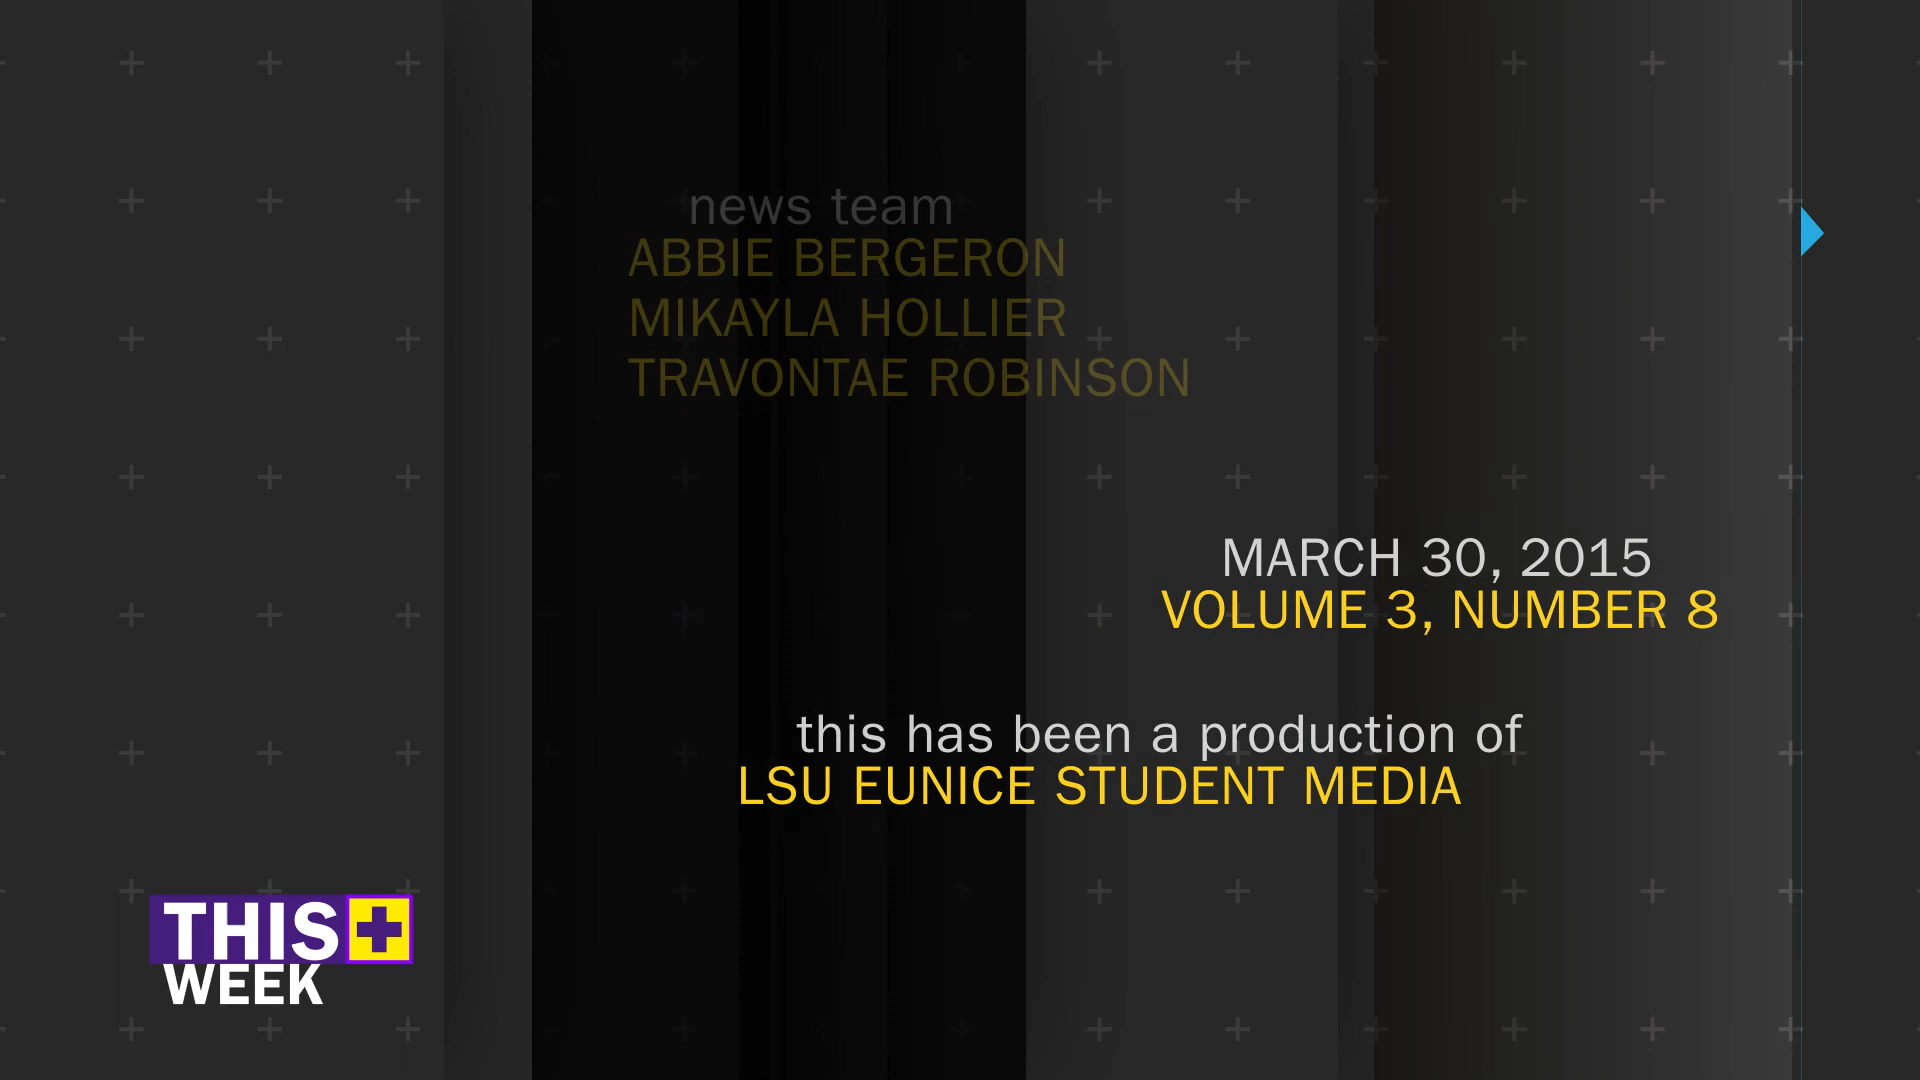 news team
ABBIE BERGERON
MIKAYLA HOLLIER
TRAVONTAE ROBINSON
MARCH 30, 2015
VOLUME 3, NUMBER 8
this has been a production of
LSU EUNICE STUDENT MEDIA
THIS+
WEEK